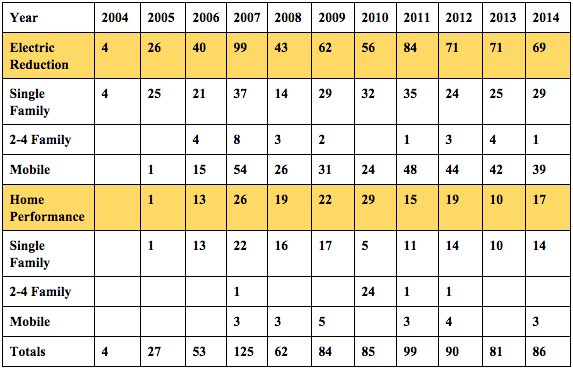 Year 2004 2005 2006 2007 2008 2009 2010 2011 2012 2013 2014
Electric Reduction 4 26 40 99 43 62 56 84 71 71 69
Single Family 4 25 21 37 14 29 32 35 24 25 29
2-4 Family 4 8 3 2 1 3 4 1
Mobile 1 15 54 26 31 24 48 44 42 39
Home Performance 1 13 26 19 22 29 15 19 10 17
Single Family 1 13 22 16 17 5 11 14 10 14
2-4 Family 1 24 1 1
Mobile 3 3 5 3 4 3
Totals 4 27 53 125 62 84 85 99 90 81 86